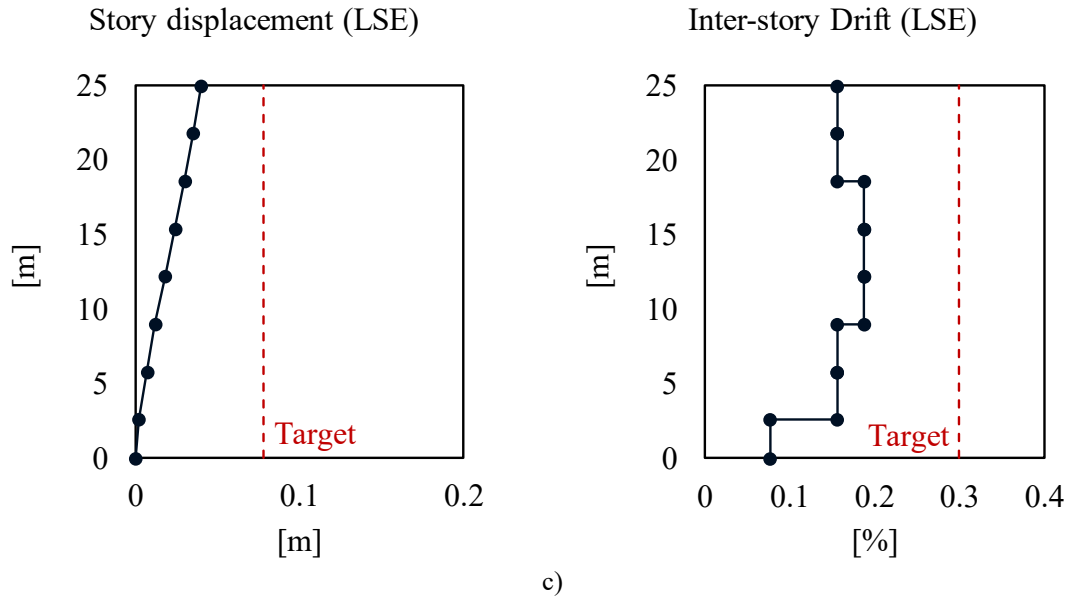 Story displacement (LSE)
25
20
15
10
5
0
[m]
Target
0 0.1 0.2
[m]
Inter-story Drift (LSE)
25
20
15
10
5
0
[m]
Target
0 0.1 0.2 0.3 0.4
[%]
c)